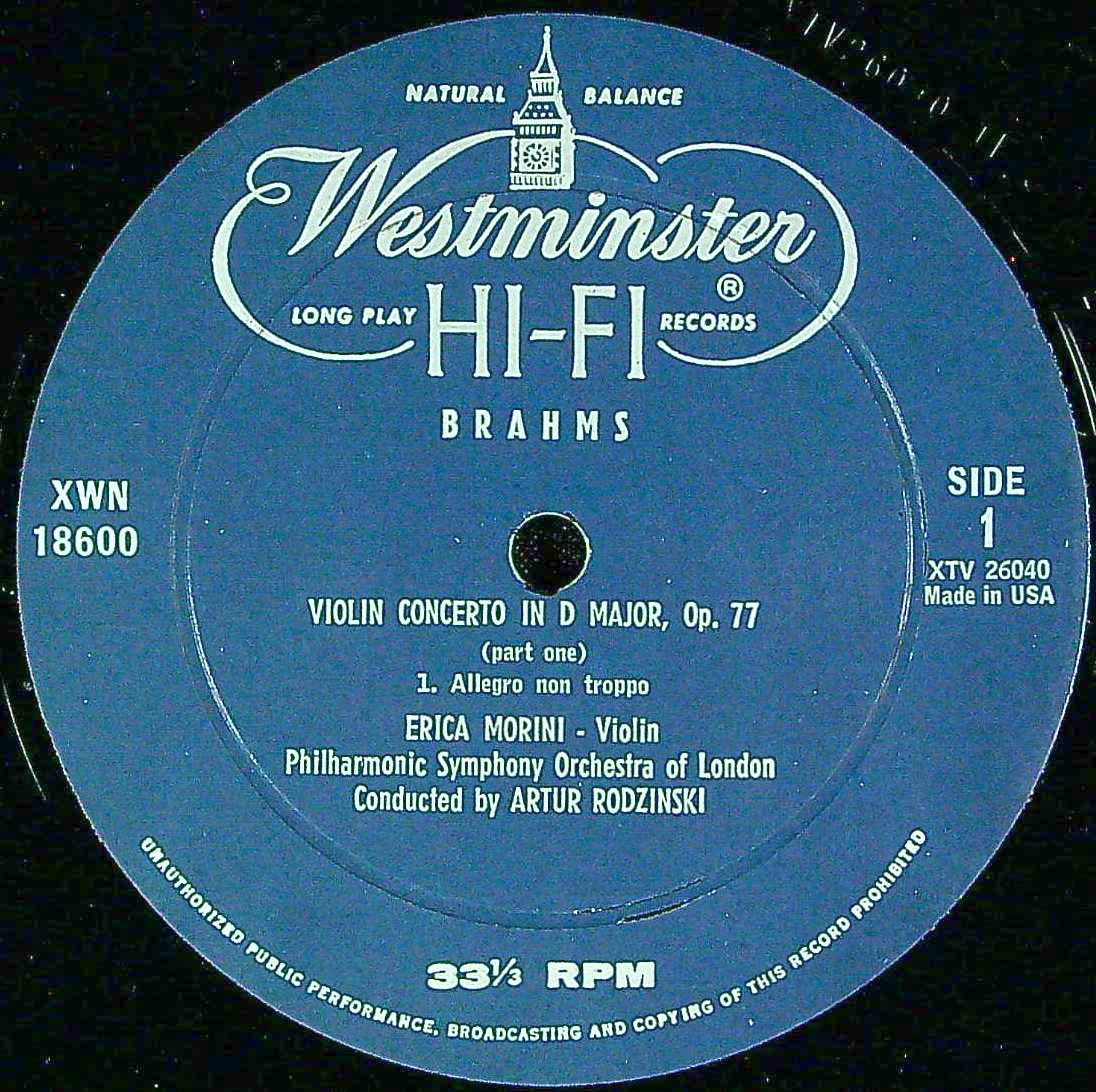 NATURAL BALANCE
Westminster
®
LONG PLAY HI-FI RECORDS
BRAHMS
XWN
18600
SIDE
1
XTV 26040
Made in USA
VIOLIN CONCERTO IN D MAJOR, Op. 77
(part one)
1. Allegro non troppo
ERICA MORINI - Violin
Philharmonic Symphony Orchestra of London
Conducted by ARTUR RODZINSKI
33⅓ RPM
UNAUTHORIZED PUBLIC PERFORMANCE, BROADCASTING AND COPYING OF THIS RECORD PROHIBITED